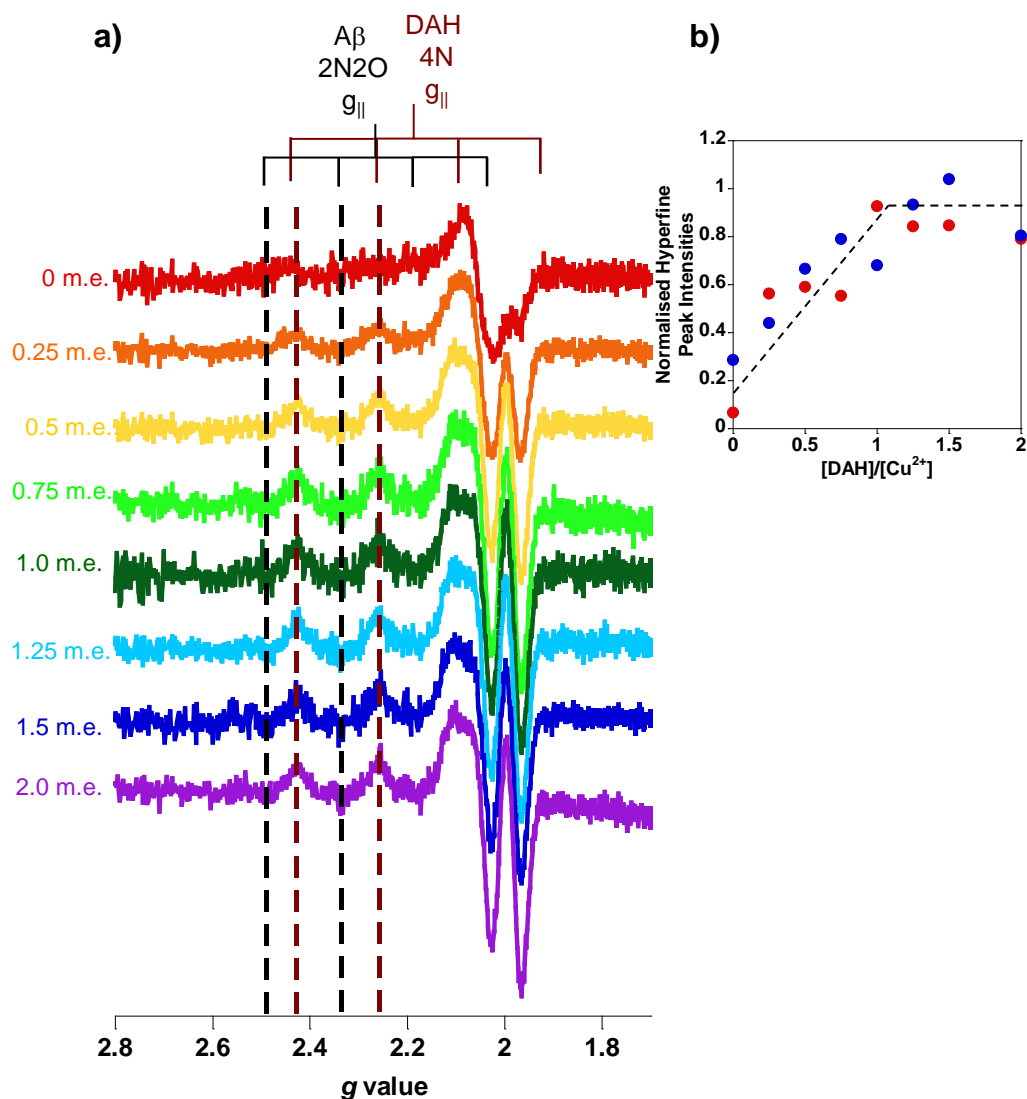 a)
Aβ
2N2O
g||
DAH
4N
g||
0 m.e.
0.25 m.e.
0.5 m.e.
0.75 m.e.
1.0 m.e.
1.25 m.e.
1.5 m.e.
2.0 m.e.
2.8 2.6 2.4 2.2 2 1.8
g value
b)
Normalised Hyperfine
Peak Intensities
1.2
1
0.8
0.6
0.4
0.2
0
0 0.5 1 1.5 2
[DAH]/[Cu²⁺]